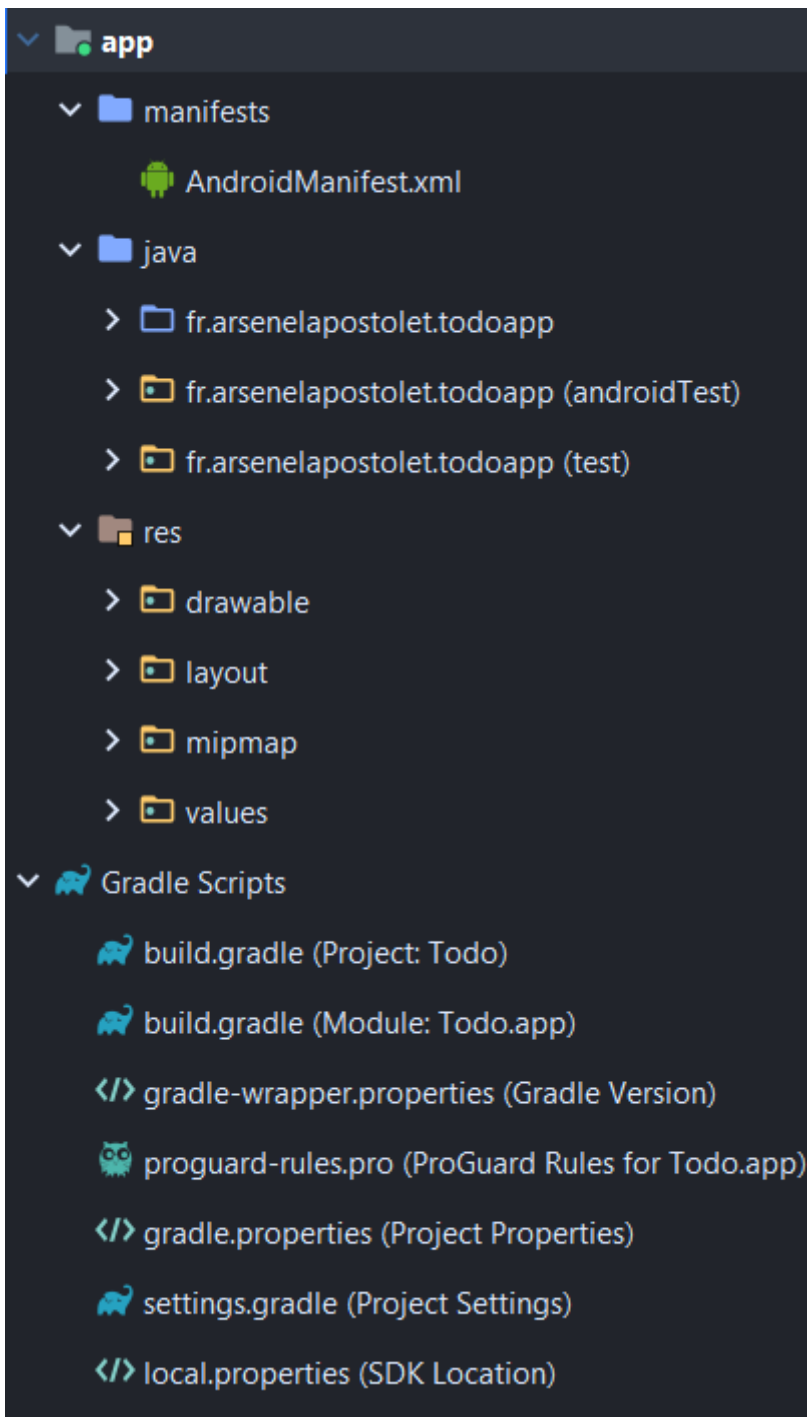 app
manifests
AndroidManifest.xml
java
fr.arsenelapostolet.todoapp
fr.arsenelapostolet.todoapp (androidTest)
fr.arsenelapostolet.todoapp (test)
res
drawable
layout
mipmap
values
Gradle Scripts
build.gradle (Project: Todo)
build.gradle (Module: Todo.app)
gradle-wrapper.properties (Gradle Version)
proguard-rules.pro (ProGuard Rules for Todo.app)
gradle.properties (Project Properties)
settings.gradle (Project Settings)
local.properties (SDK Location)